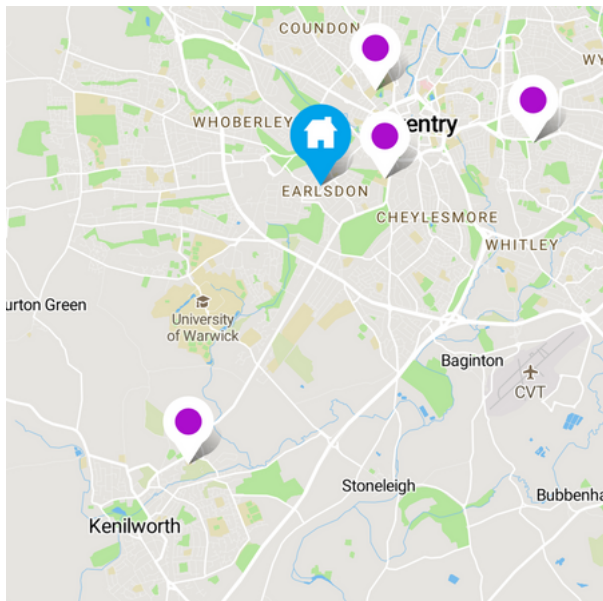 COUNDON
WY
WHOBERLEY
entry
EARLSDON
CHEYLESMORE
WHITLEY
urton Green
University
of Warwick
Baginton
CVT
Stoneleigh
Bubbenha
Kenilworth